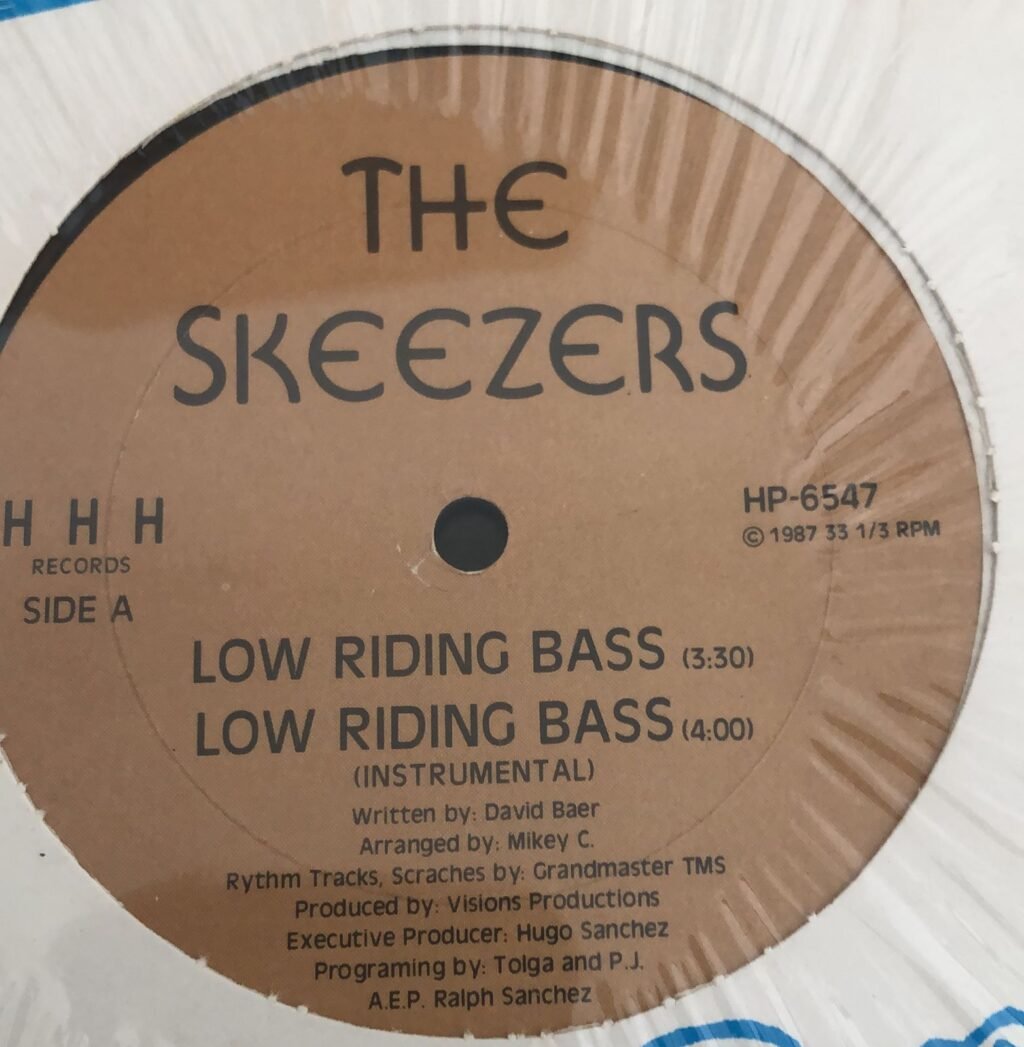 THE
SKEEZERS
H H H
RECORDS
SIDE A
HP-6547
© 1987 33 1/3 RPM
LOW RIDING BASS (3:30)
LOW RIDING BASS (4:00)
(INSTRUMENTAL)
Written by: David Baer
Arranged by: Mikey C.
Rythm Tracks, Scraches by: Grandmaster TMS
Produced by: Visions Productions
Executive Producer: Hugo Sanchez
Programing by: Tolga and P.J.
A.E.P. Ralph Sanchez